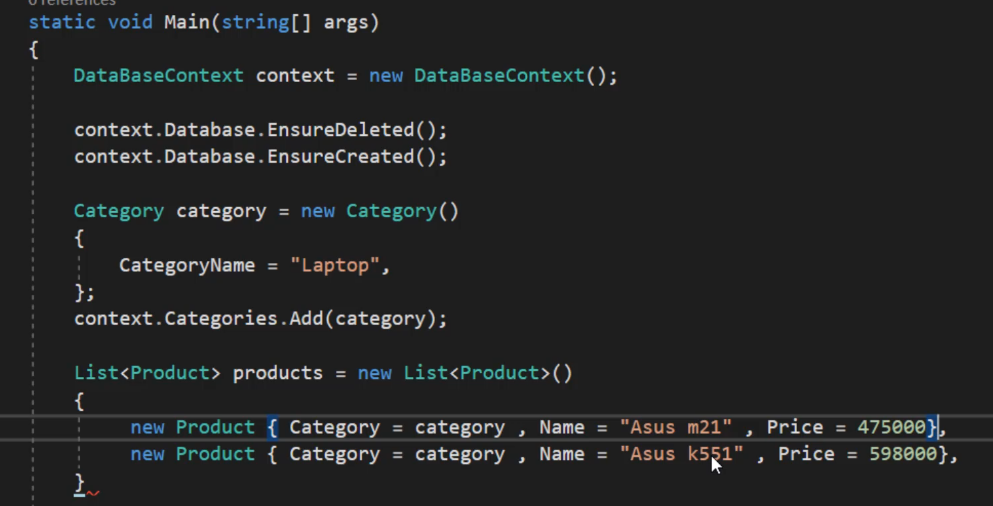 0 references
static void Main(string[] args)
{
DataBaseContext context = new DataBaseContext();
context.Database.EnsureDeleted();
context.Database.EnsureCreated();
Category category = new Category()
{
CategoryName = "Laptop",
};
context.Categories.Add(category);
List<Product> products = new List<Product>()
{
new Product { Category = category , Name = "Asus m21" , Price = 475000},
new Product { Category = category , Name = "Asus k551" , Price = 598000},
}